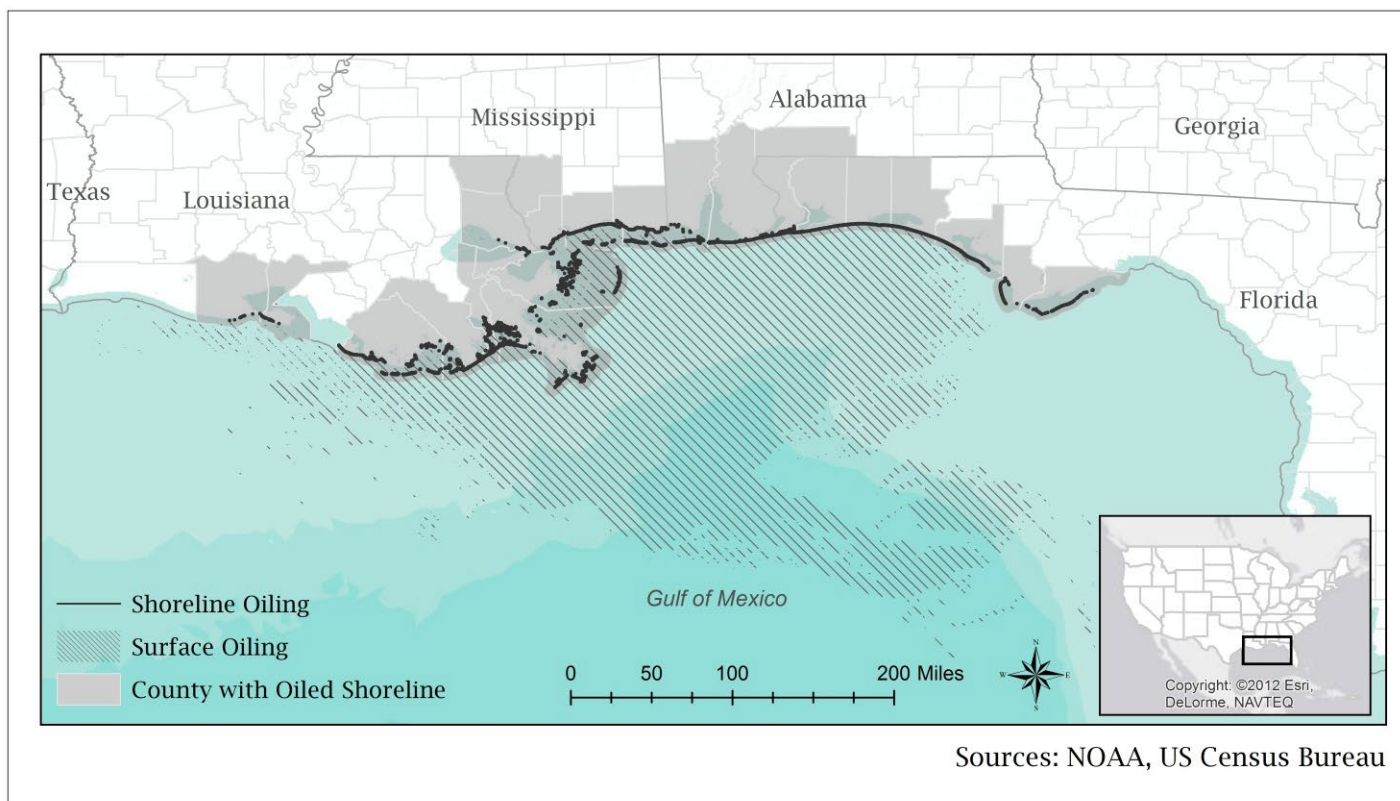 Mississippi
Alabama
Georgia
Texas
Louisiana
Florida
Gulf of Mexico
Shoreline Oiling
Surface Oiling
County with Oiled Shoreline
0 50 100 200 Miles
N
W E
S
Copyright: ©2012 Esri,
DeLorme, NAVTEQ
Sources: NOAA, US Census Bureau